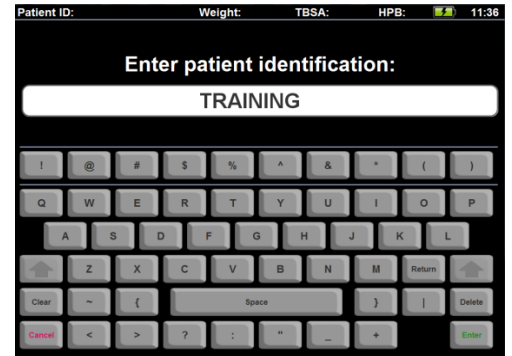 Patient ID: Weight: TBSA: HPB: 11:36
Enter patient identification:
TRAINING
! @ # $ % ^ & * ( )
Q W E R T Y U I O P
A S D F G H J K L
Z X C V B N M Return
Clear ~ { Space } | Delete
Cancel < > ? : " _ + Enter